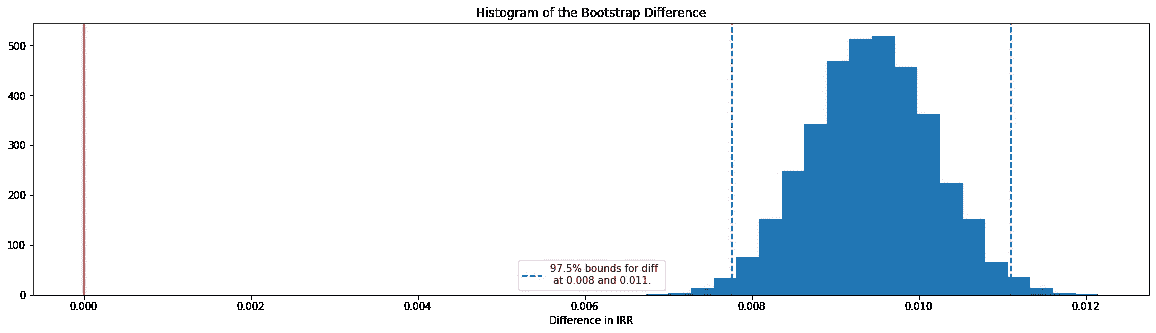 Histogram of the Bootstrap Difference
500
400
300
200
100
0
97.5% bounds for diff
at 0.008 and 0.011.
0.000 0.002 0.004 0.006 0.008 0.010 0.012
Difference in IRR